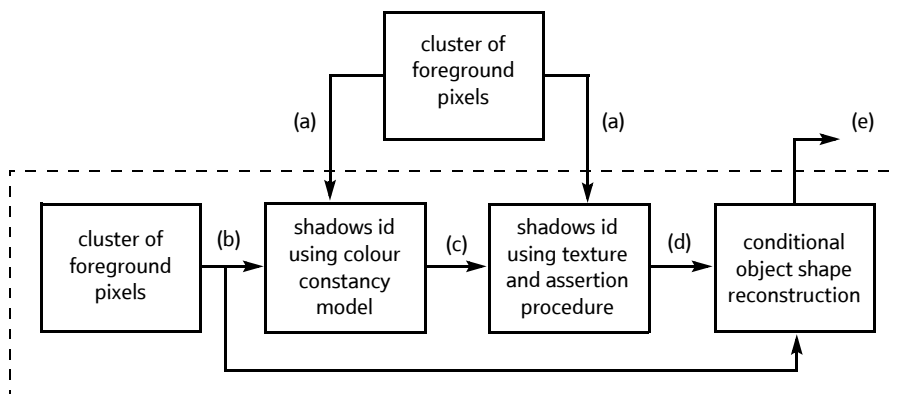 cluster of
foreground
pixels
(a)
(a)
(e)
cluster of
foreground
pixels
(b)
shadows id
using colour
constancy
model
(c)
shadows id
using texture
and assertion
procedure
(d)
conditional
object shape
reconstruction